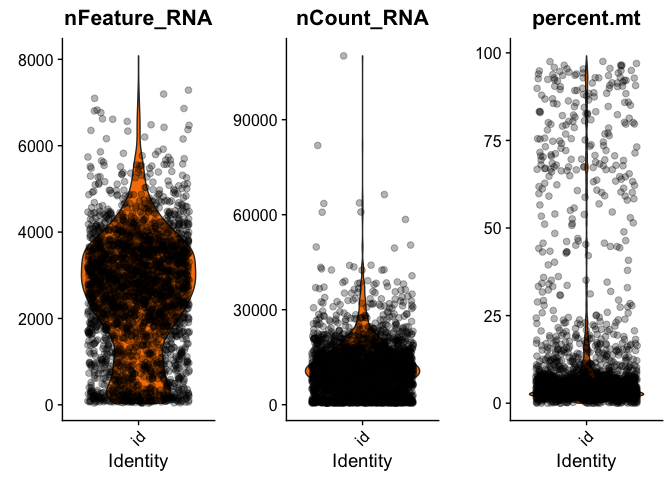 nFeature_RNA
8000
6000
4000
2000
0
id
Identity
nCount_RNA
90000
60000
30000
0
id
Identity
percent.mt
100
75
50
25
0
id
Identity